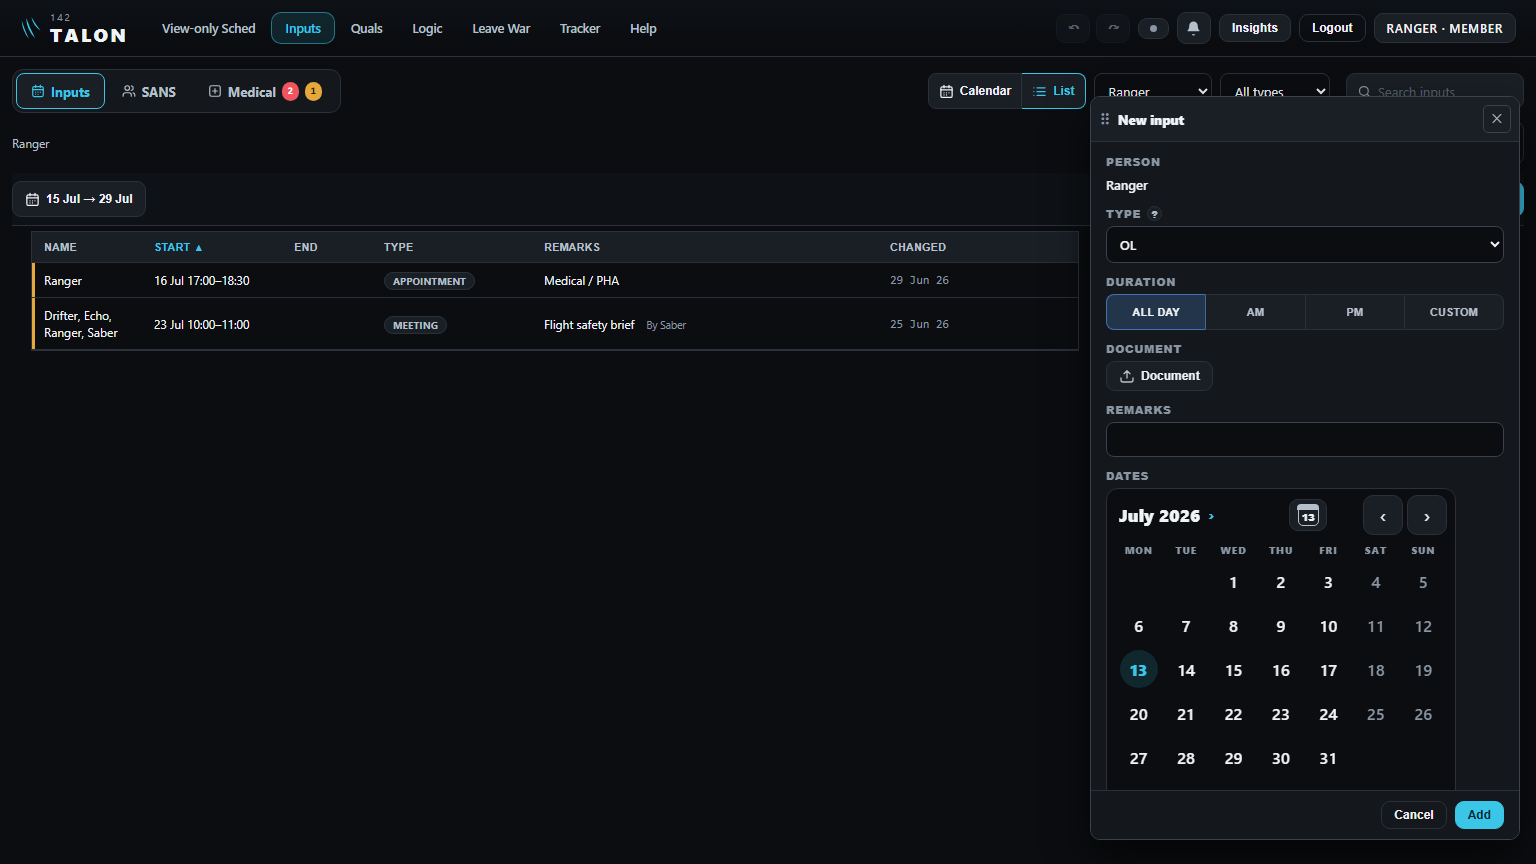 142
TALON
View-only Sched
Inputs
Quals
Logic
Leave War
Tracker
Help
Insights
Logout
RANGER · MEMBER
Inputs
SANS
Medical 2 1
Calendar
List
Ranger
All types
Search inputs
Ranger
15 Jul → 29 Jul
NAME START ▲ END TYPE REMARKS CHANGED
Ranger 16 Jul 17:00–18:30 APPOINTMENT Medical / PHA 29 Jun 26
Drifter, Echo,
Ranger, Saber 23 Jul 10:00–11:00 MEETING Flight safety brief By Saber 25 Jun 26
New input
PERSON
Ranger
TYPE ?
OL
DURATION
ALL DAY AM PM CUSTOM
DOCUMENT
Document
REMARKS
DATES
July 2026 › 13 ‹ ›
MON TUE WED THU FRI SAT SUN
1 2 3 4 5
6 7 8 9 10 11 12
13 14 15 16 17 18 19
20 21 22 23 24 25 26
27 28 29 30 31
Cancel Add